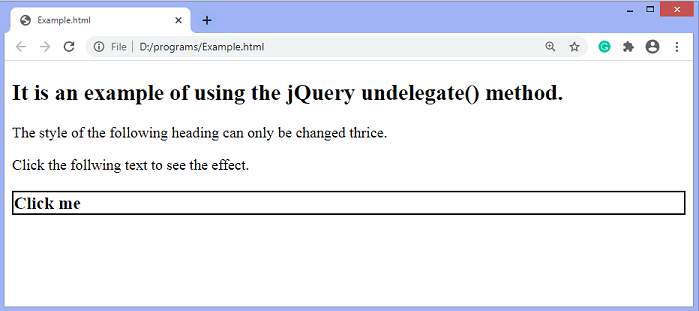 Example.html
File
D:/programs/Example.html
It is an example of using the jQuery undelegate() method.
The style of the following heading can only be changed thrice.
Click the follwing text to see the effect.
Click me